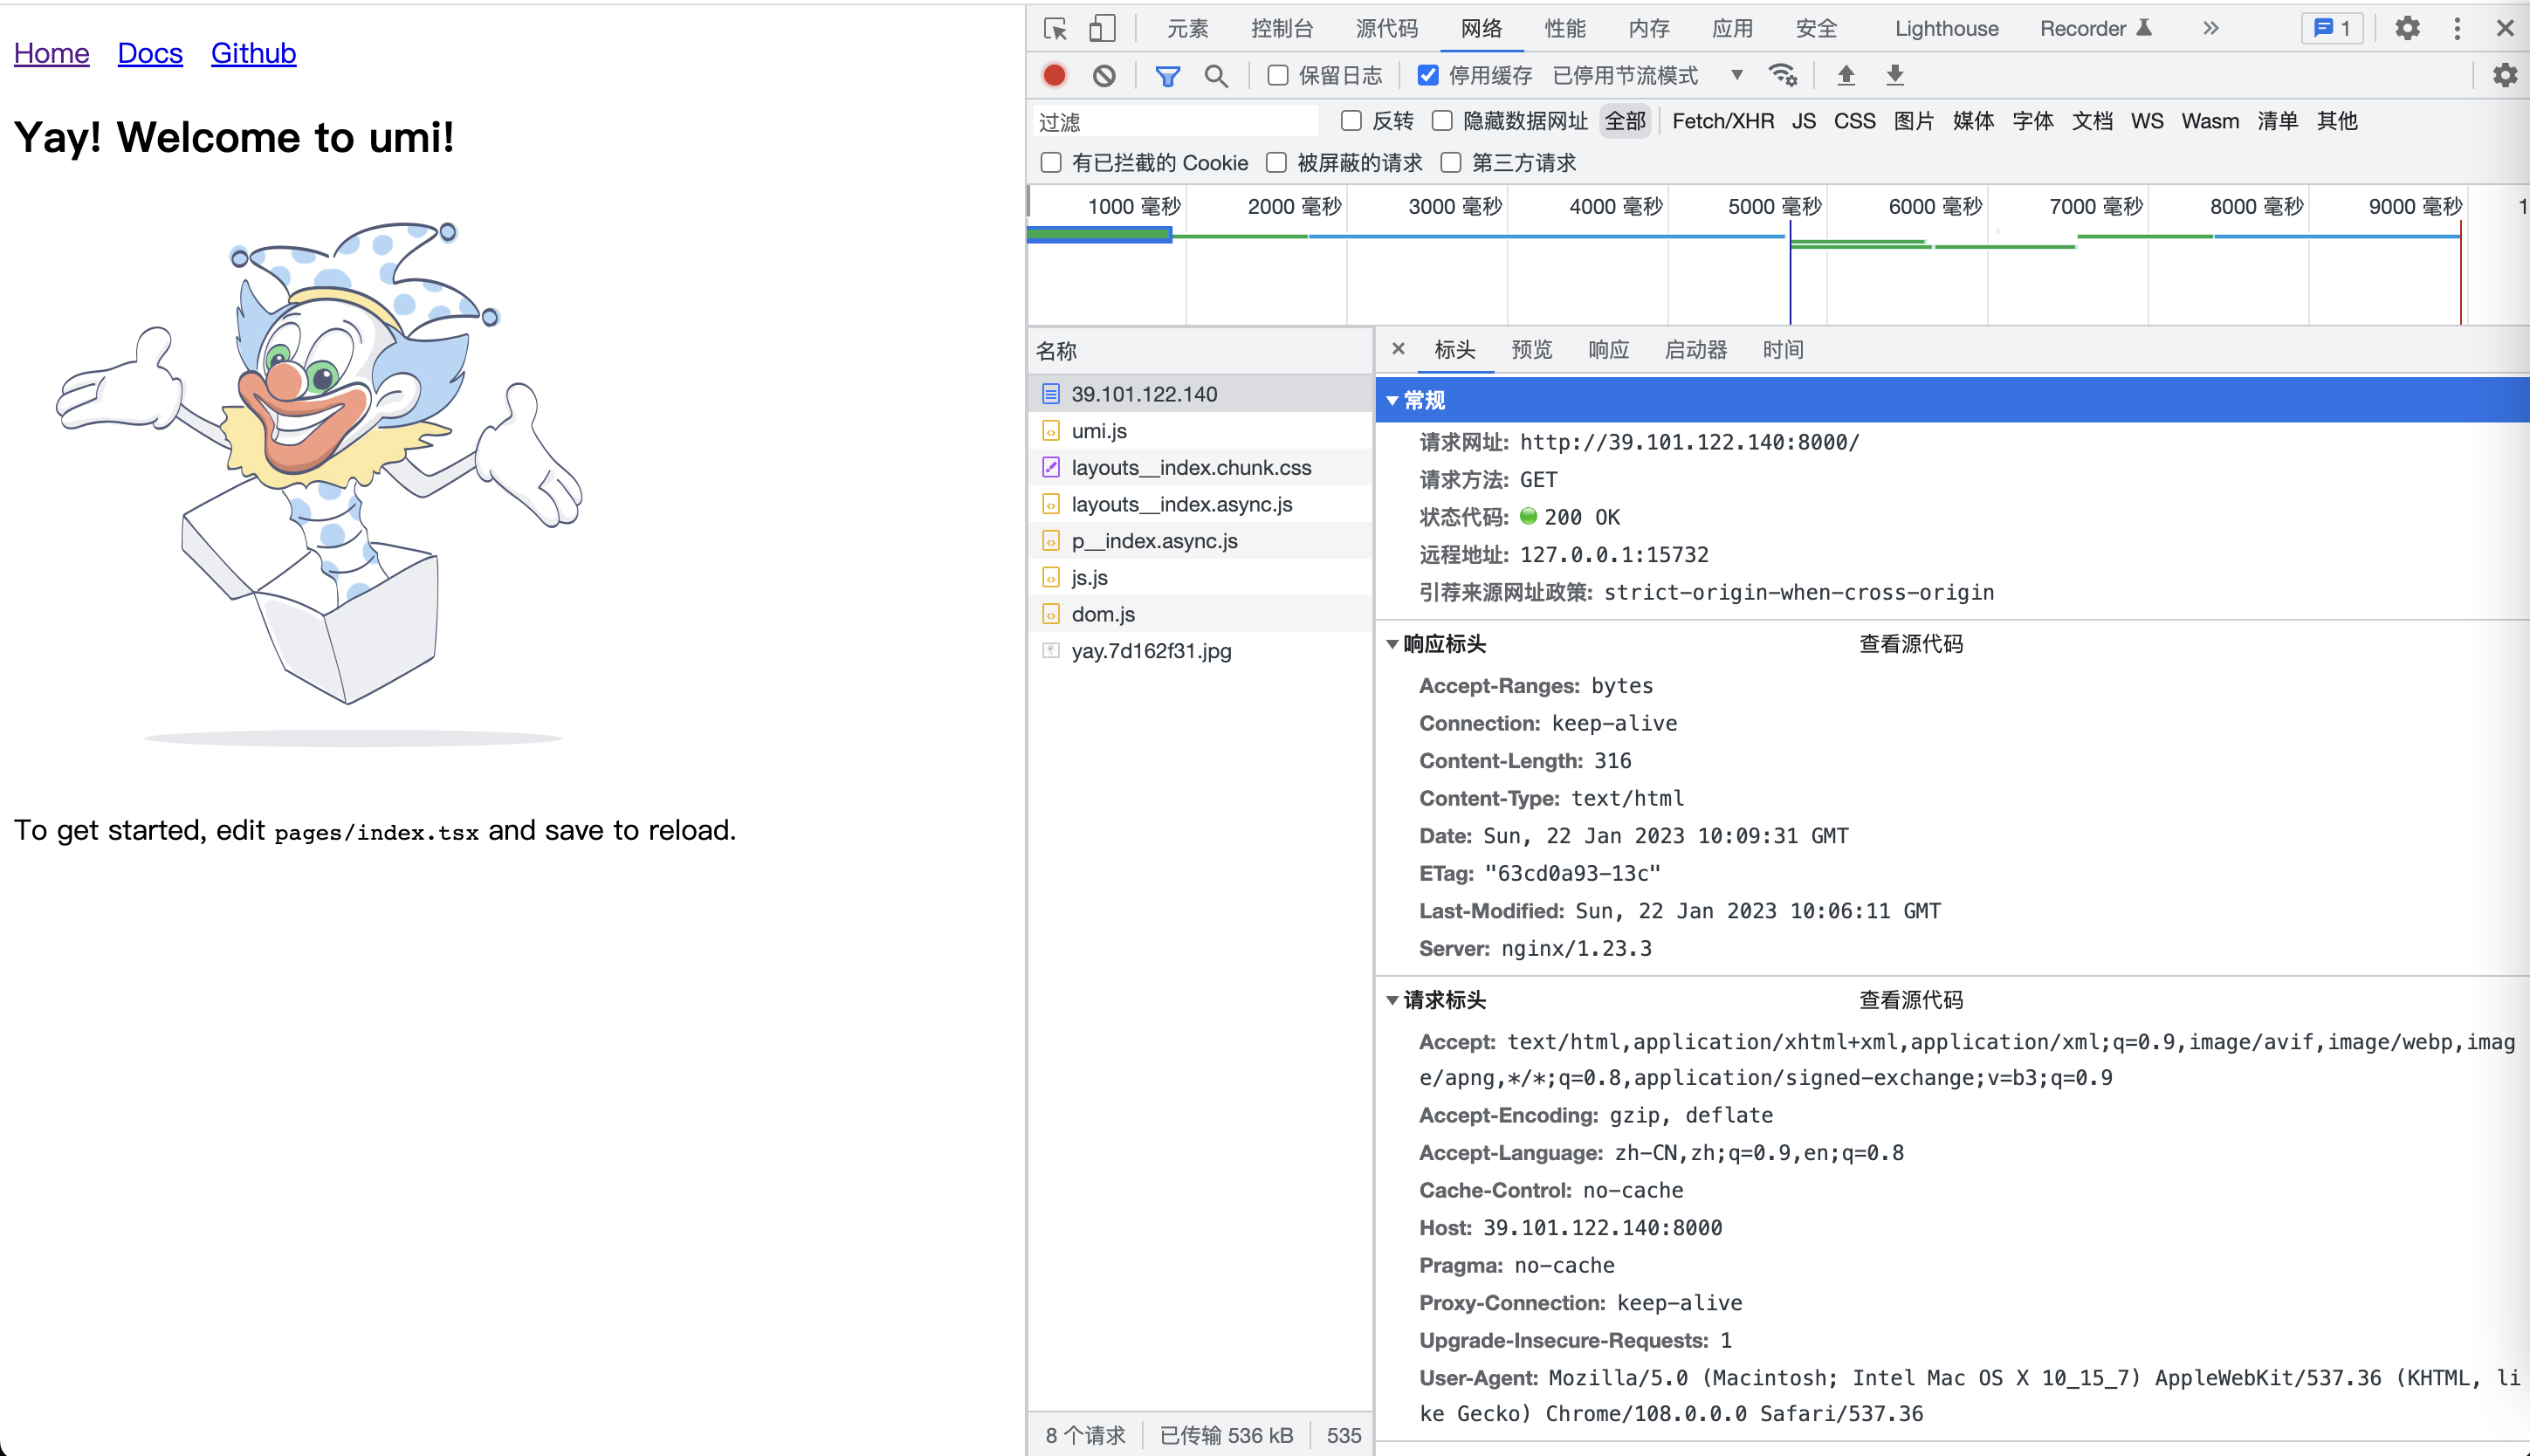 Home Docs Github
Yay! Welcome to umi!
To get started, edit pages/index.tsx and save to reload.
元素 控制台 源代码 网络 性能 内存 应用 安全 Lighthouse Recorder 1
保留日志 停用缓存 已停用节流模式
过滤 反转 隐藏数据网址 全部 Fetch/XHR JS CSS 图片 媒体 字体 文档 WS Wasm 清单 其他
有已拦截的 Cookie 被屏蔽的请求 第三方请求
1000 毫秒 2000 毫秒 3000 毫秒 4000 毫秒 5000 毫秒 6000 毫秒 7000 毫秒 8000 毫秒 9000 毫秒 1
名称
39.101.122.140
umi.js
layouts__index.chunk.css
layouts__index.async.js
p__index.async.js
js.js
dom.js
yay.7d162f31.jpg
8 个请求 已传输 536 kB 535
标头 预览 响应 启动器 时间
常规
请求网址: http://39.101.122.140:8000/
请求方法: GET
状态代码: 200 OK
远程地址: 127.0.0.1:15732
引荐来源网址政策: strict-origin-when-cross-origin
响应标头 查看源代码
Accept-Ranges: bytes
Connection: keep-alive
Content-Length: 316
Content-Type: text/html
Date: Sun, 22 Jan 2023 10:09:31 GMT
ETag: "63cd0a93-13c"
Last-Modified: Sun, 22 Jan 2023 10:06:11 GMT
Server: nginx/1.23.3
请求标头 查看源代码
Accept: text/html,application/xhtml+xml,application/xml;q=0.9,image/avif,image/webp,imag
e/apng,*/*;q=0.8,application/signed-exchange;v=b3;q=0.9
Accept-Encoding: gzip, deflate
Accept-Language: zh-CN,zh;q=0.9,en;q=0.8
Cache-Control: no-cache
Host: 39.101.122.140:8000
Pragma: no-cache
Proxy-Connection: keep-alive
Upgrade-Insecure-Requests: 1
User-Agent: Mozilla/5.0 (Macintosh; Intel Mac OS X 10_15_7) AppleWebKit/537.36 (KHTML, li
ke Gecko) Chrome/108.0.0.0 Safari/537.36